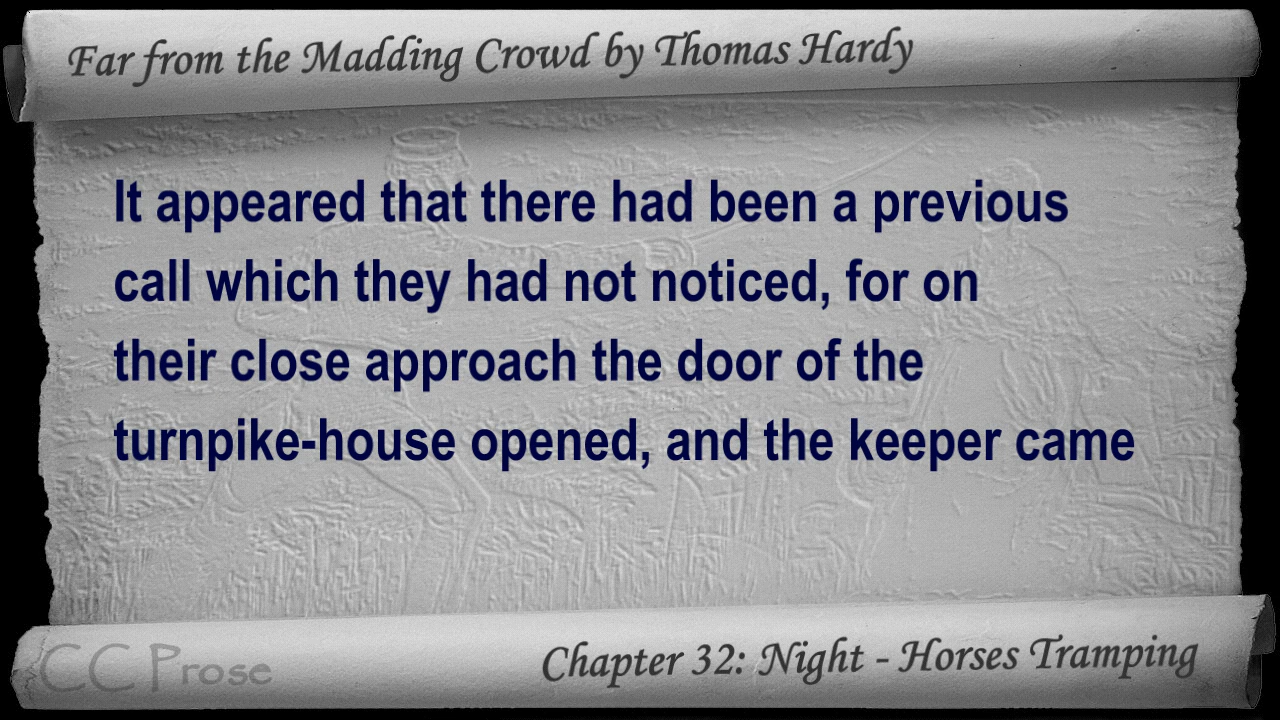 Far from the Madding Crowd by Thomas Hardy
It appeared that there had been a previous
call which they had not noticed, for on
their close approach the door of the
turnpike-house opened, and the keeper came
CC Prose
Chapter 32: Night - Horses Tramping